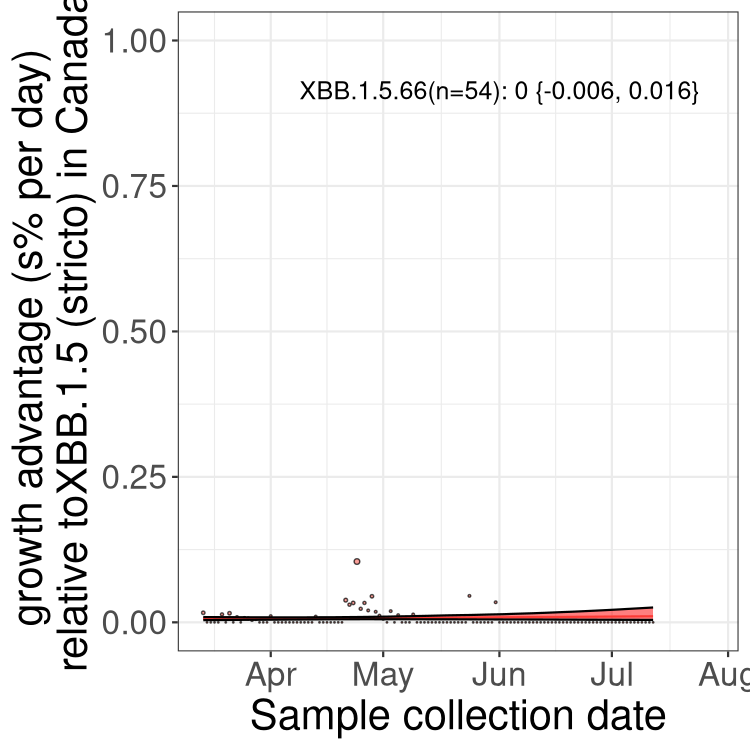 growth advantage (s% per day)
relative toXBB.1.5 (stricto) in Canada
1.00
0.75
0.50
0.25
0.00
XBB.1.5.66(n=54): 0 {-0.006, 0.016}
Apr May Jun Jul Aug
Sample collection date